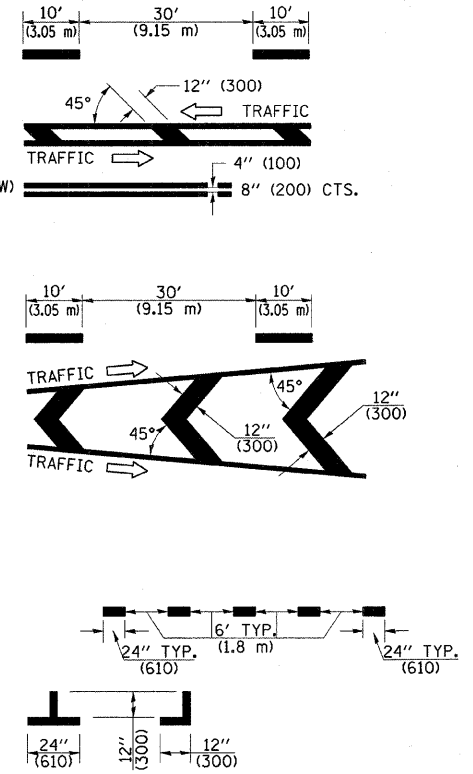 10' 30' 10'
(3.05 m) (9.15 m) (3.05 m)
12" (300)
45°
TRAFFIC
TRAFFIC
4" (100)
W)
8" (200) CTS.
10' 30' 10'
(3.05 m) (9.15 m) (3.05 m)
TRAFFIC
45°
12"
(300)
45°
12"
(300)
TRAFFIC
6' TYP.
(1.8 m)
24" TYP.
(610)
24" TYP.
(610)
24"
(610)
12"
(300)
12"
(300)